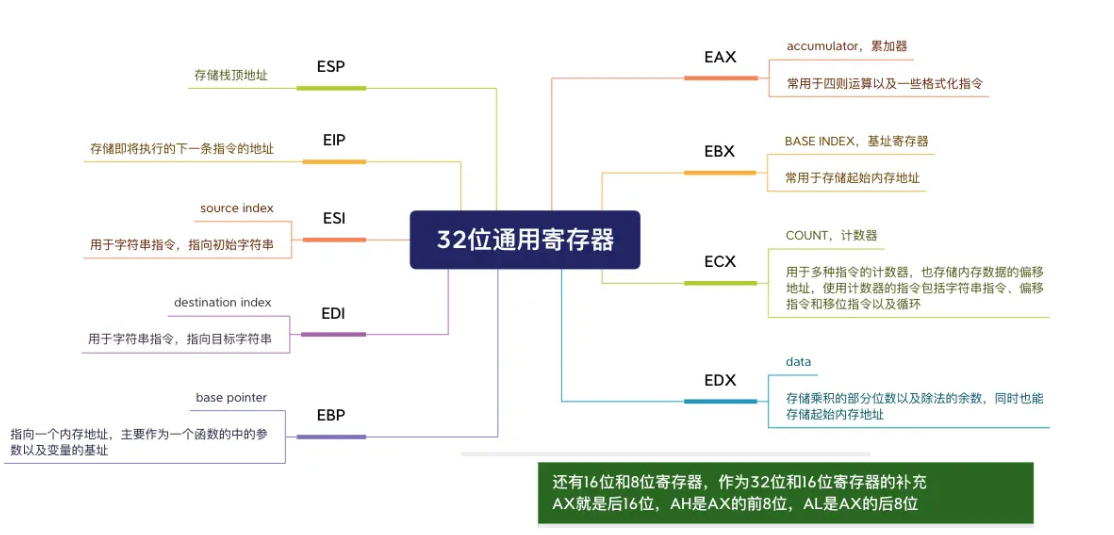 32位通用寄存器
ESP
存储栈顶地址
EIP
存储即将执行的下一条指令的地址
ESI
source index
用于字符串指令，指向初始字符串
EDI
destination index
用于字符串指令，指向目标字符串
EBP
base pointer
指向一个内存地址，主要作为一个函数的中的参
数以及变量的基址
EAX
accumulator，累加器
常用于四则运算以及一些格式化指令
EBX
BASE INDEX，基址寄存器
常用于存储起始内存地址
ECX
COUNT，计数器
用于多种指令的计数器，也存储内存数据的偏移
地址，使用计数器的指令包括字符串指令、偏移
指令和移位指令以及循环
EDX
data
存储乘积的部分位数以及除法的余数，同时也能
存储起始内存地址
还有16位和8位寄存器，作为32位和16位寄存器的补充
AX就是后16位，AH是AX的前8位，AL是AX的后8位